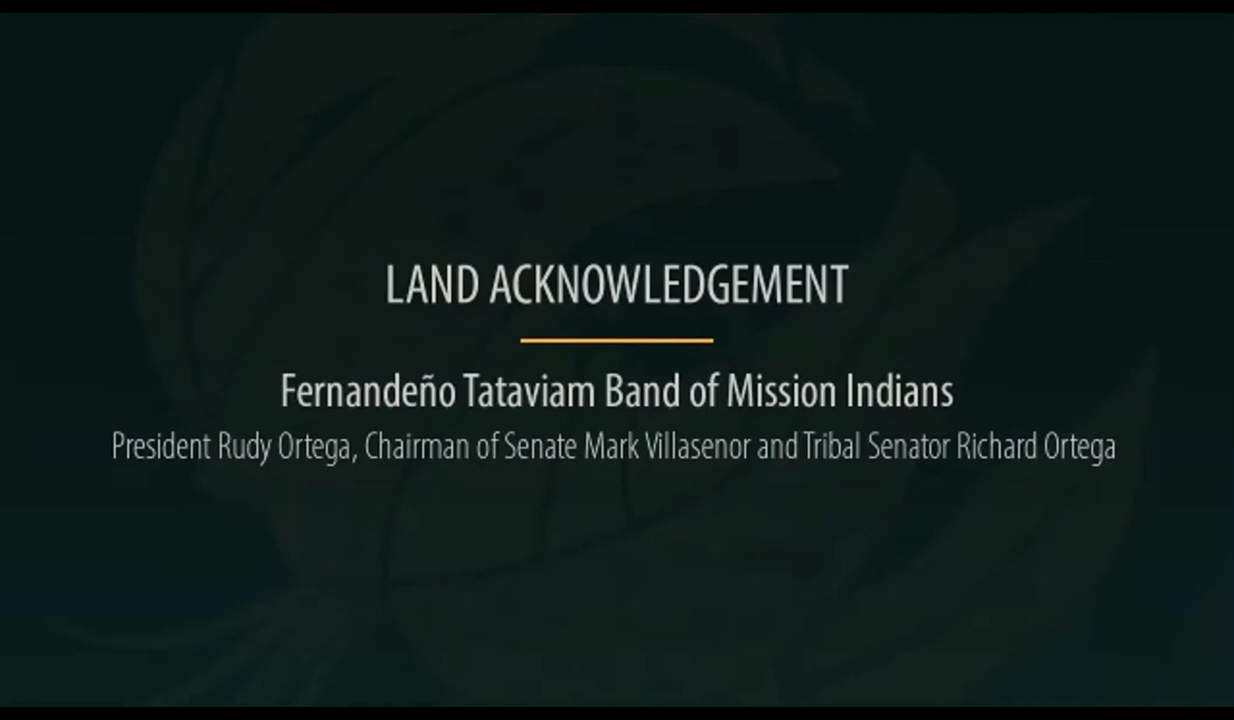 LAND ACKNOWLEDGEMENT
Fernandeño Tataviam Band of Mission Indians
President Rudy Ortega, Chairman of Senate Mark Villasenor and Tribal Senator Richard Ortega